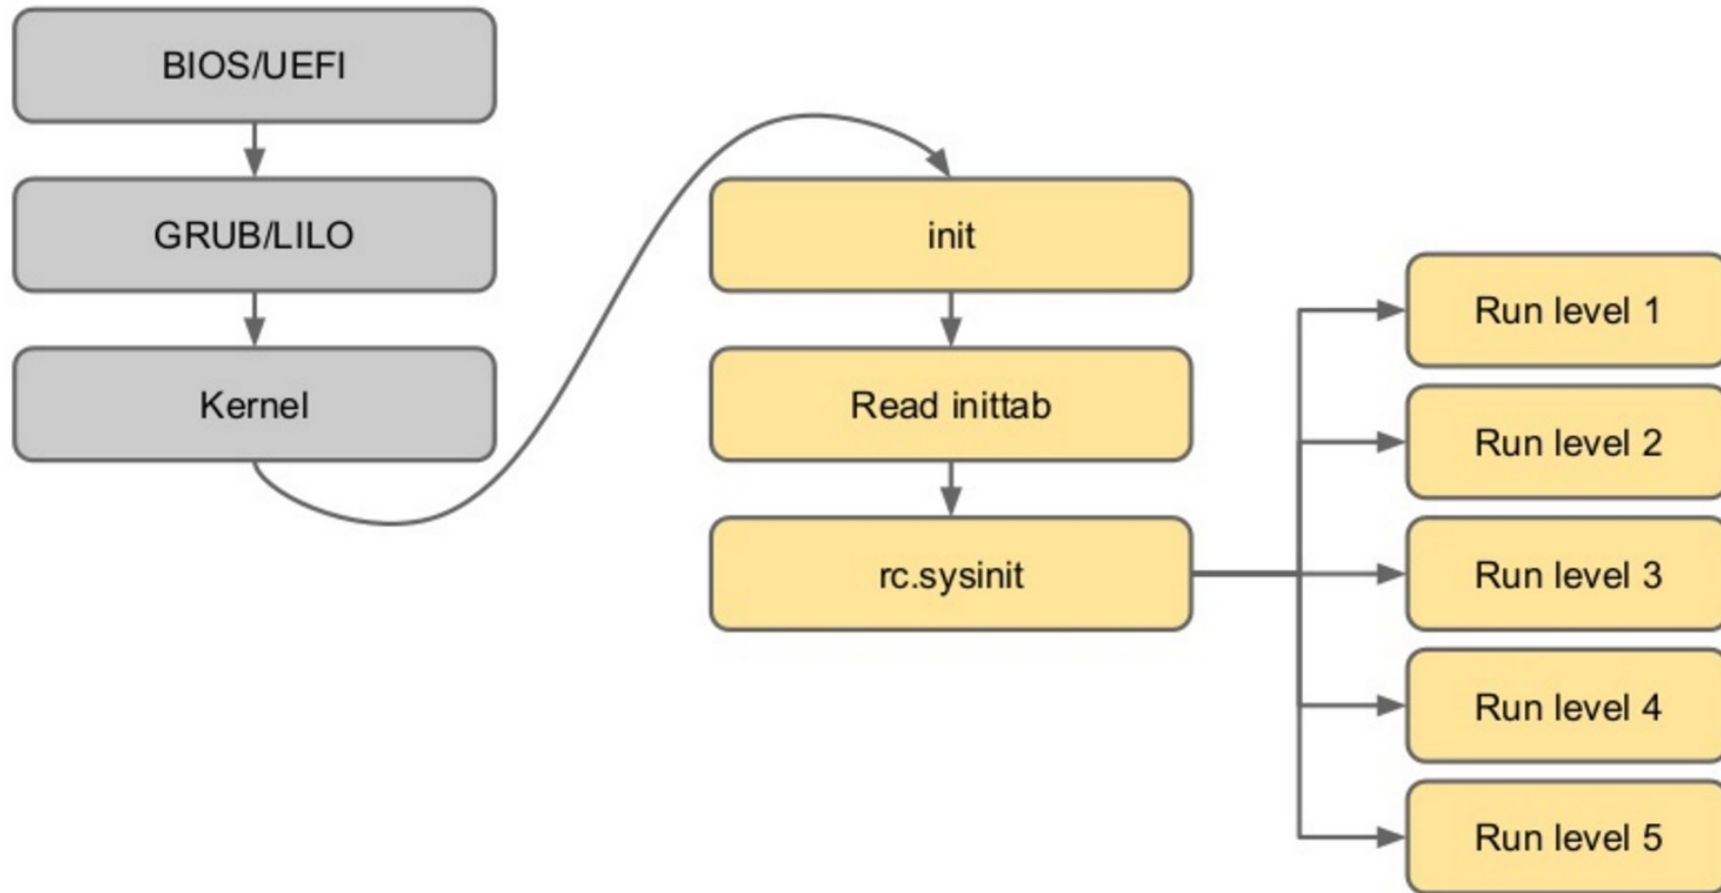 BIOS/UEFI
GRUB/LILO
Kernel
init
Read inittab
rc.sysinit
Run level 1
Run level 2
Run level 3
Run level 4
Run level 5